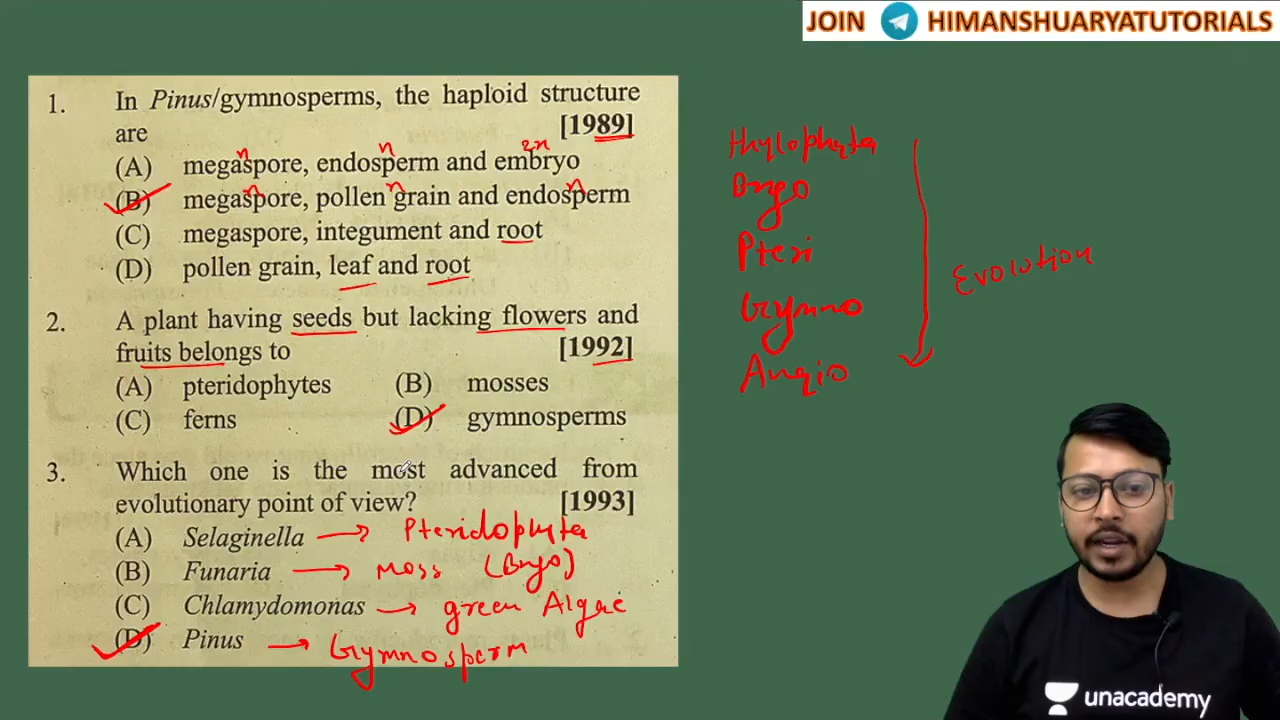 JOIN HIMANSHUARYATUTORIALS
1. In Pinus/gymnosperms, the haploid structure
are [1989]
n n 2n
(A) megaspore, endosperm and embryo
n n n
(B) megaspore, pollen grain and endosperm
(C) megaspore, integument and root
(D) pollen grain, leaf and root
2. A plant having seeds but lacking flowers and
fruits belongs to [1992]
(A) pteridophytes (B) mosses
(C) ferns (D) gymnosperms
3. Which one is the most advanced from
evolutionary point of view? [1993]
(A) Selaginella → Pteridophyta
(B) Funaria → Moss (Bryo)
(C) Chlamydomonas → green Algae
(D) Pinus → Gymnosperm
Thylophyta
Bryo
Pteri
Gymno
Angio
Evolution
unacademy